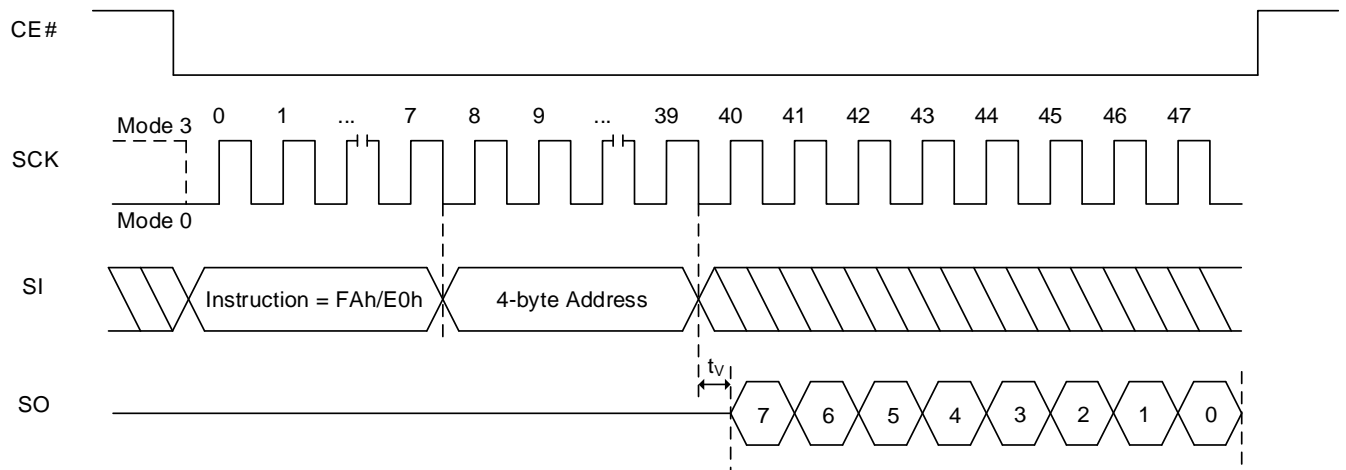 CE#
0 1 ... 7 8 9 ... 39 40 41 42 43 44 45 46 47
Mode 3
SCK
Mode 0
SI
Instruction = FAh/E0h 4-byte Address
tV
SO
7 6 5 4 3 2 1 0